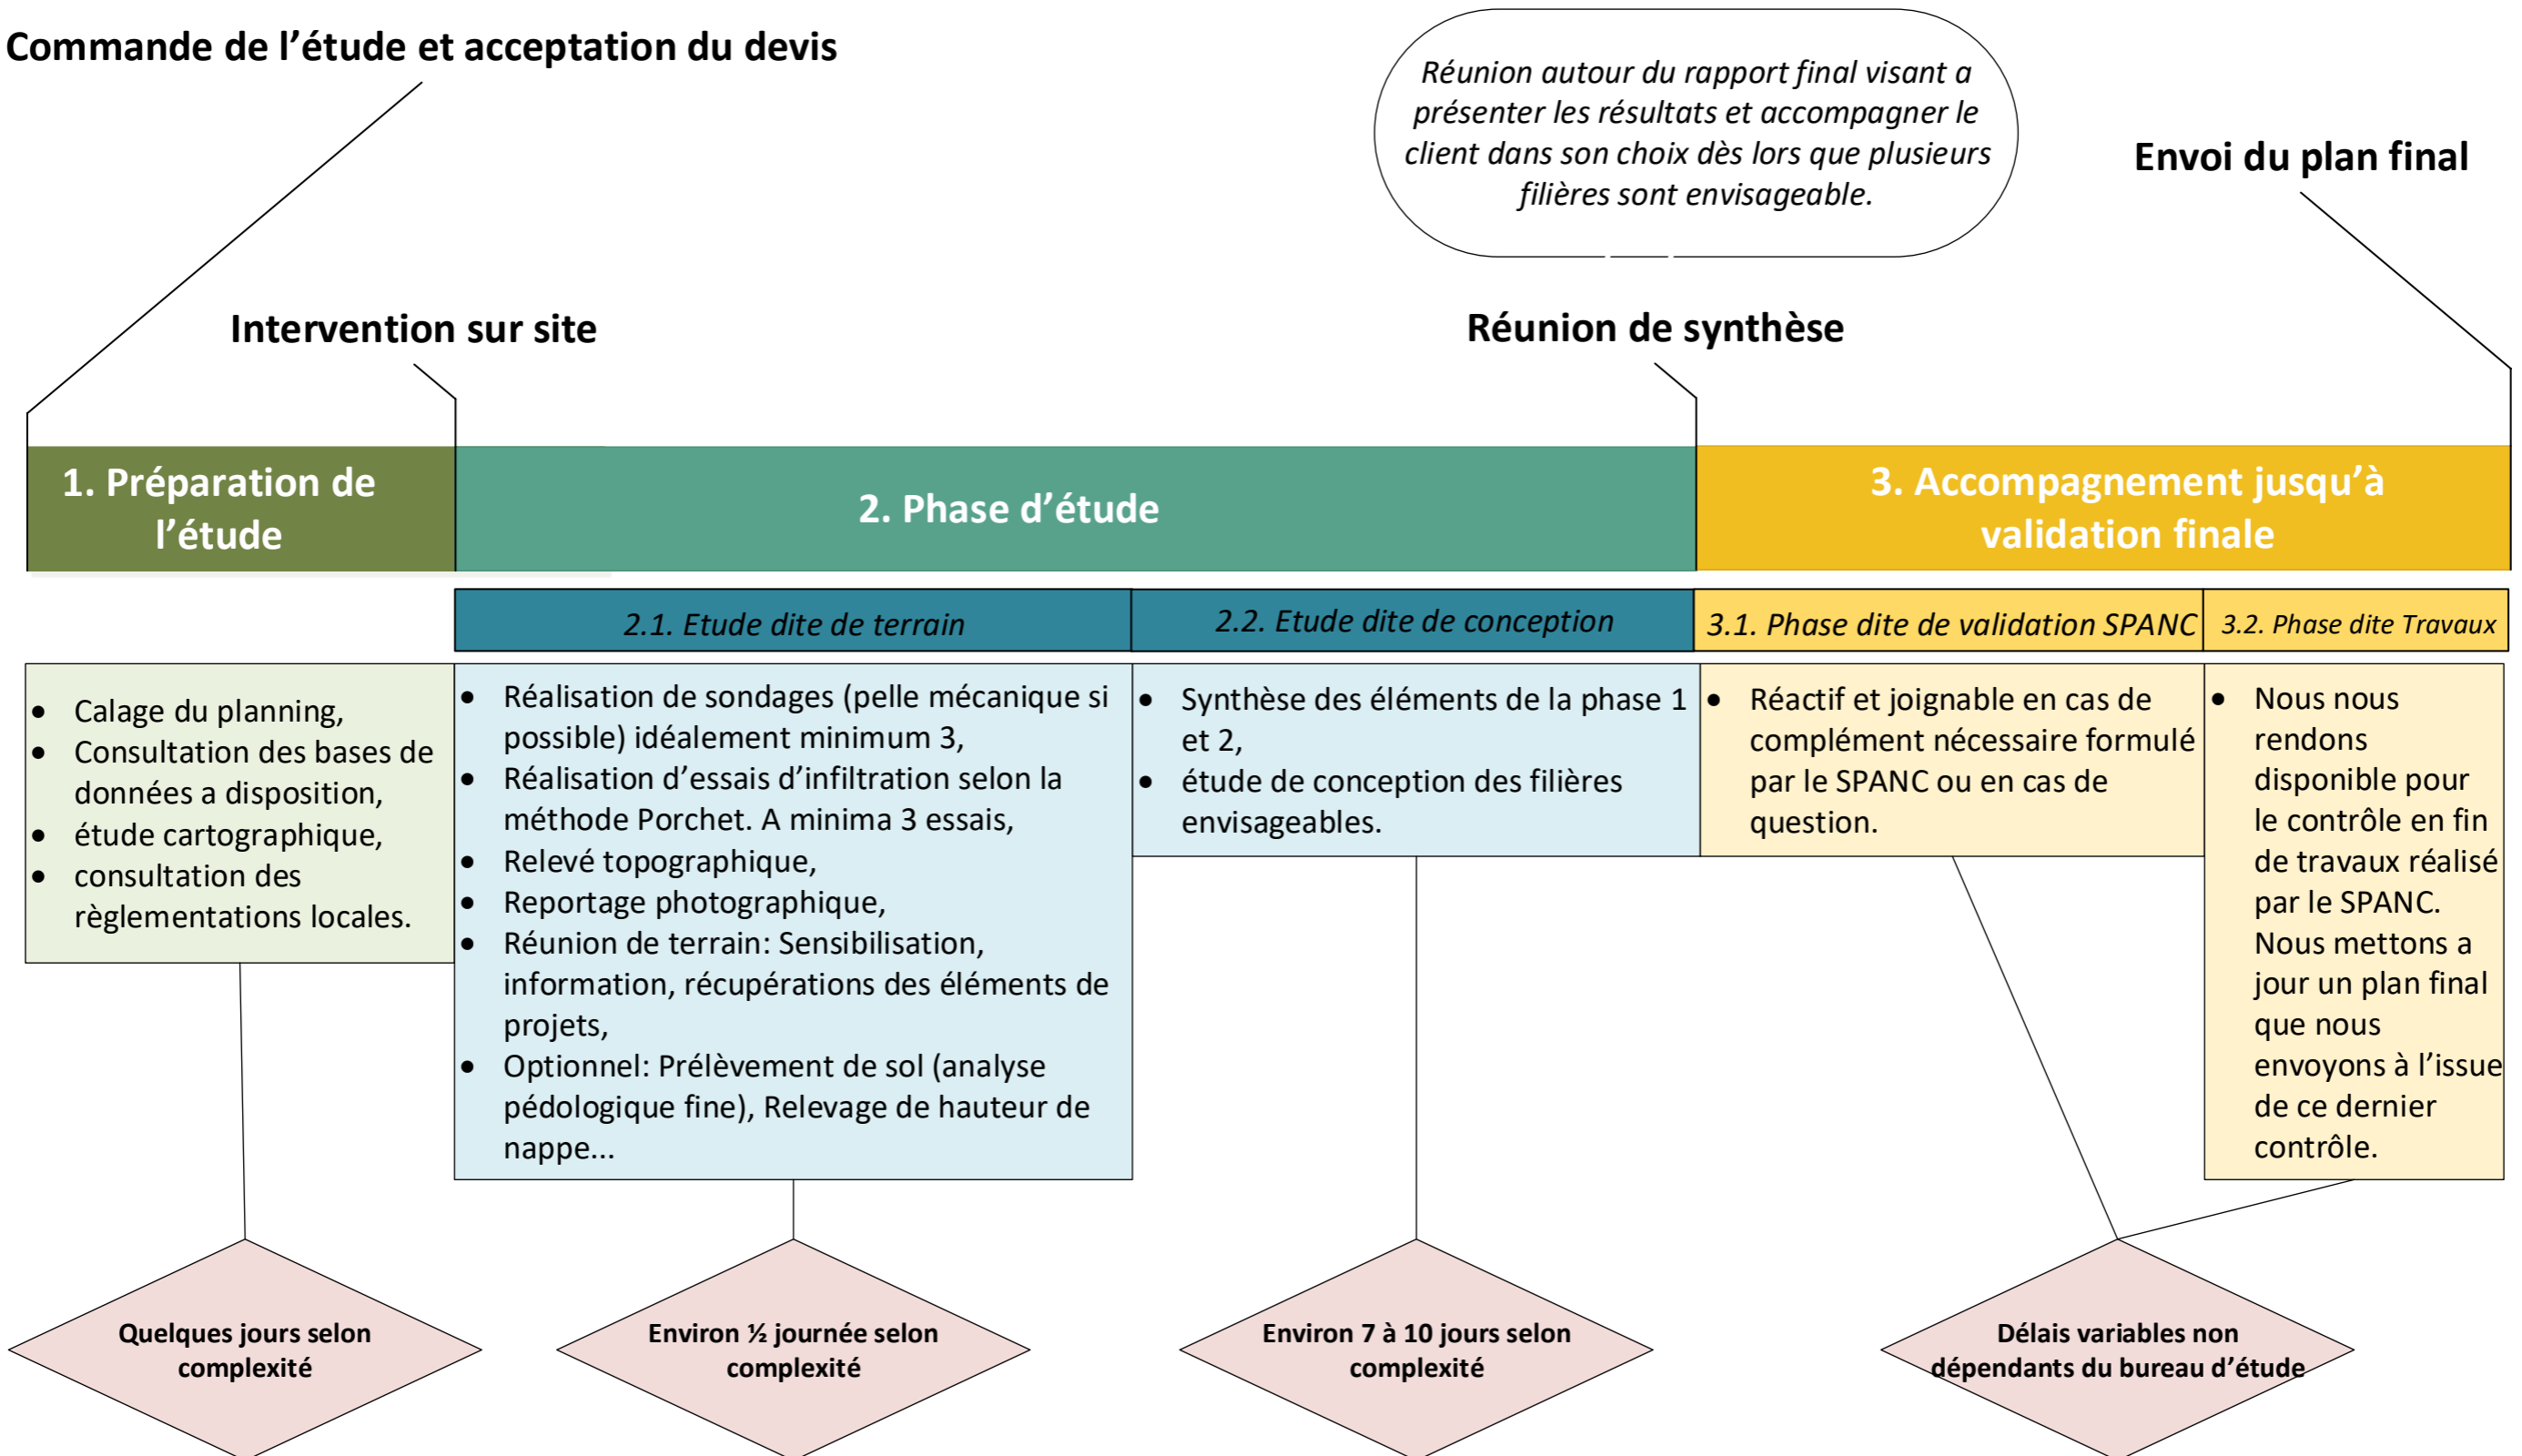 Commande de l’étude et acceptation du devis
Réunion autour du rapport final visant a
présenter les résultats et accompagner le
client dans son choix dès lors que plusieurs
filières sont envisageable.
Envoi du plan final
Intervention sur site
Réunion de synthèse
1. Préparation de
l’étude
2. Phase d’étude
3. Accompagnement jusqu’à
validation finale
2.1. Etude dite de terrain
2.2. Etude dite de conception
3.1. Phase dite de validation SPANC
3.2. Phase dite Travaux
• Calage du planning,
• Consultation des bases de
données a disposition,
• étude cartographique,
• consultation des
règlementations locales.
• Réalisation de sondages (pelle mécanique si
possible) idéalement minimum 3,
• Réalisation d’essais d’infiltration selon la
méthode Porchet. A minima 3 essais,
• Relevé topographique,
• Reportage photographique,
• Réunion de terrain: Sensibilisation,
information, récupérations des éléments de
projets,
• Optionnel: Prélèvement de sol (analyse
pédologique fine), Relevage de hauteur de
nappe...
• Synthèse des éléments de la phase 1
et 2,
• étude de conception des filières
envisageables.
• Réactif et joignable en cas de
complément nécessaire formulé
par le SPANC ou en cas de
question.
• Nous nous
rendons
disponible pour
le contrôle en fin
de travaux réalisé
par le SPANC.
Nous mettons a
jour un plan final
que nous
envoyons à l’issue
de ce dernier
contrôle.
Quelques jours selon
complexité
Environ ½ journée selon
complexité
Environ 7 à 10 jours selon
complexité
Délais variables non
dépendants du bureau d’étude